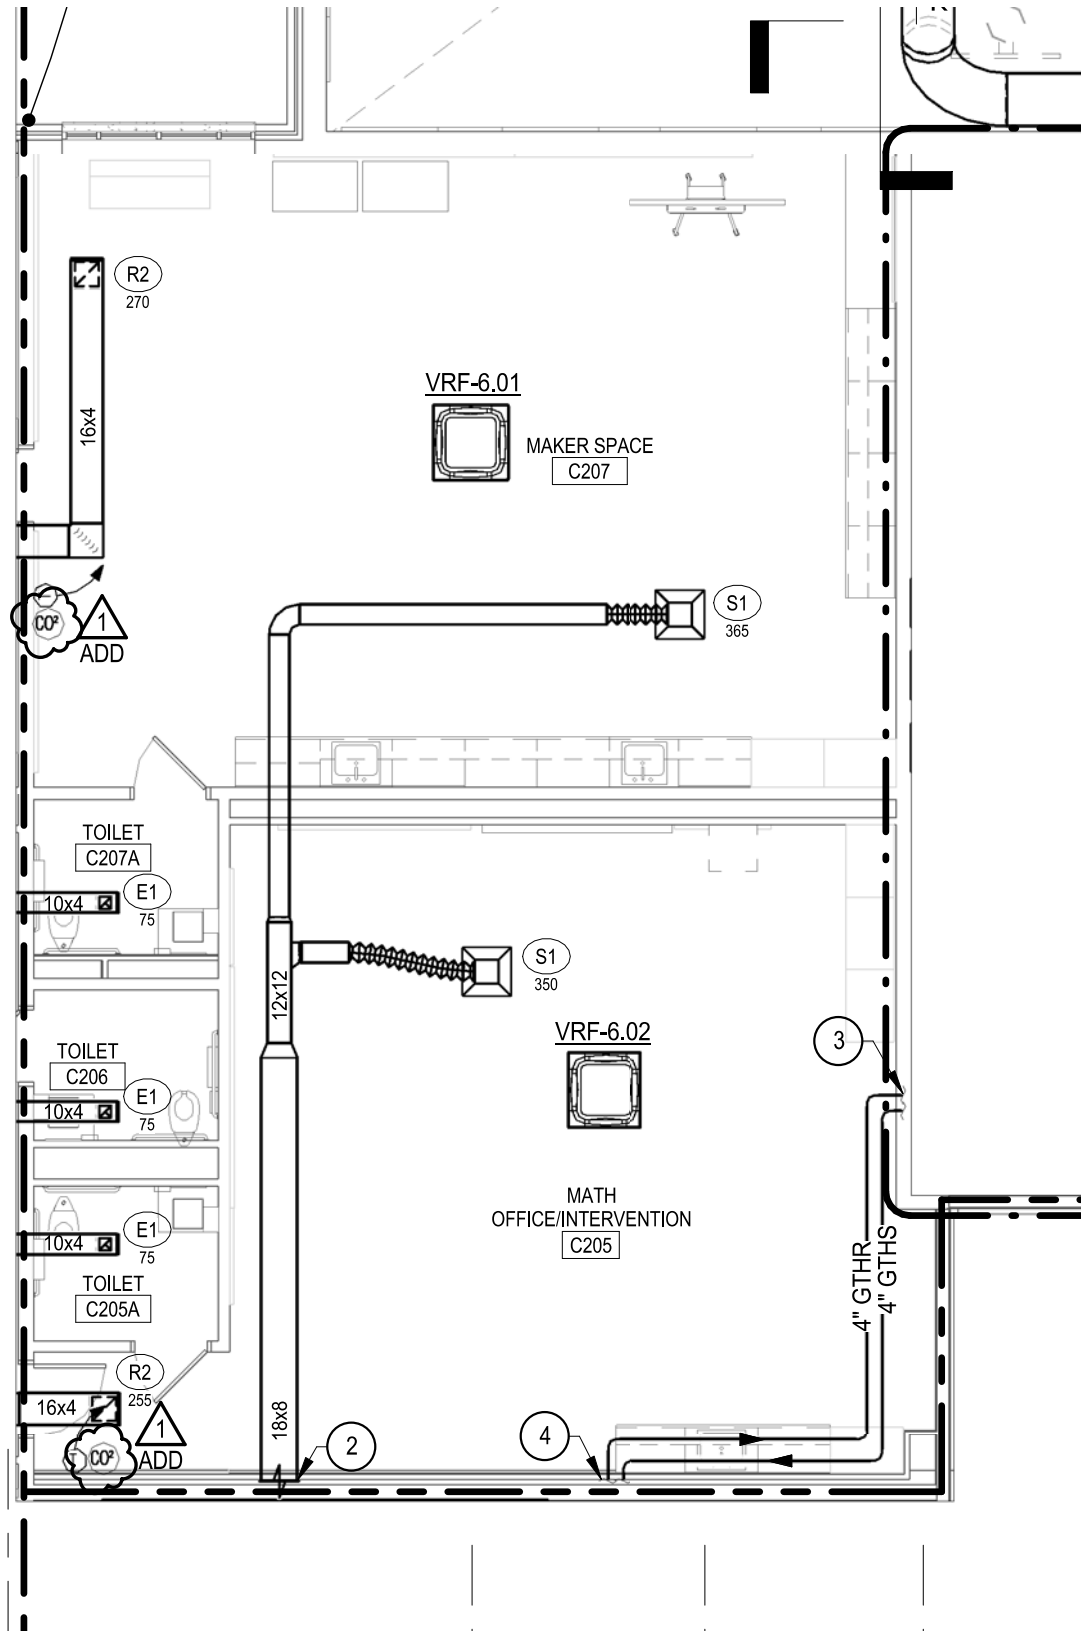 R2
270
16x4
VRF-6.01
MAKER SPACE
C207
CO²
1
ADD
S1
365
TOILET
C207A
10x4
E1
75
12x12
S1
350
VRF-6.02
3
TOILET
C206
10x4
E1
75
MATH
OFFICE/INTERVENTION
C205
10x4
E1
75
TOILET
C205A
4" GTHR
4" GTHS
R2
255
16x4
1
ADD
T
CO²
18x8
2
4